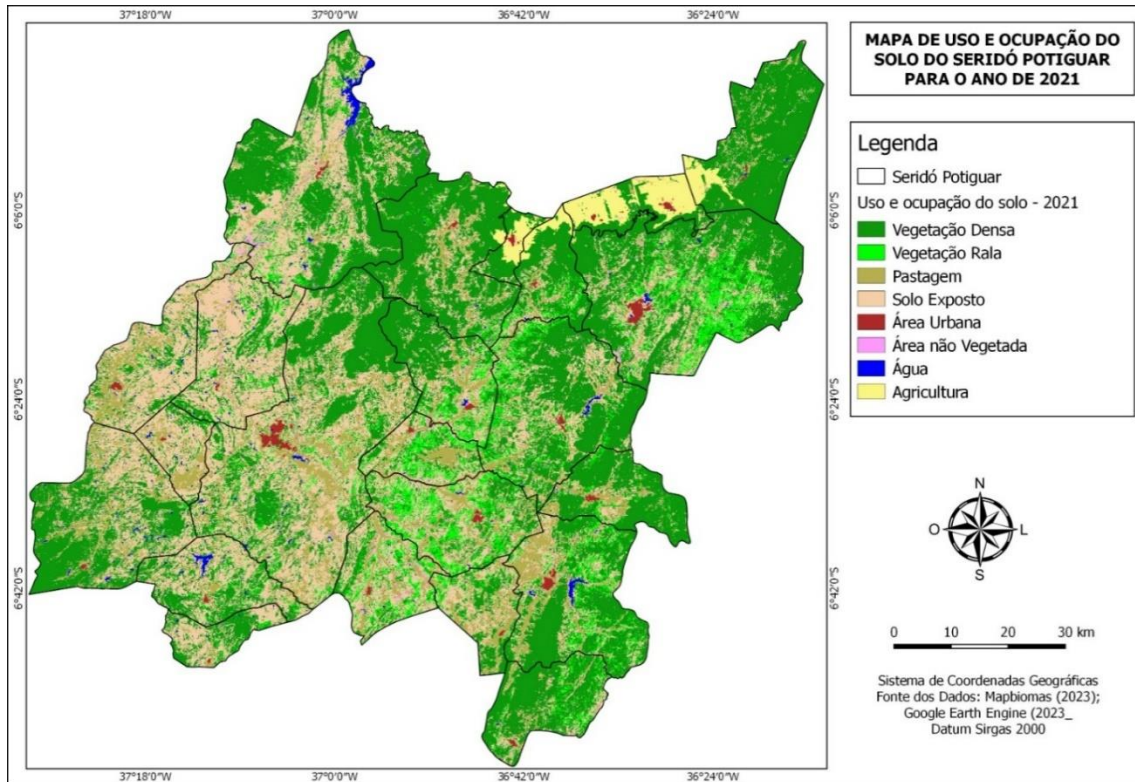 37°18'0"W 37°0'0"W 36°42'0"W 36°24'0"W
MAPA DE USO E OCUPAÇÃO DO
SOLO DO SERIDÓ POTIGUAR
PARA O ANO DE 2021
Legenda
Seridó Potiguar
Uso e ocupação do solo - 2021
Vegetação Densa
Vegetação Rala
Pastagem
Solo Exposto
Área Urbana
Área não Vegetada
Água
Agricultura
6°6'0"S 6°6'0"S
6°24'0"S 6°24'0"S
6°42'0"S 6°42'0"S
N
O L
S
0 10 20 30 km
Sistema de Coordenadas Geográficas
Fonte dos Dados: Mapbiomas (2023);
Google Earth Engine (2023_
Datum Sirgas 2000
37°18'0"W 37°0'0"W 36°42'0"W 36°24'0"W